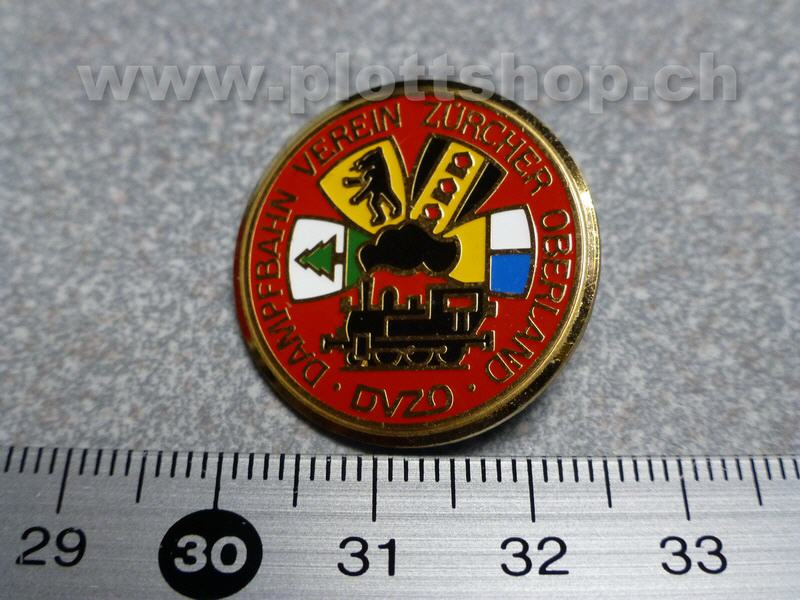 www.plottshop.ch
DAMPFBAHN VEREIN ZÜRCHER OBERLAND
· DVZO ·
29 30 31 32 33